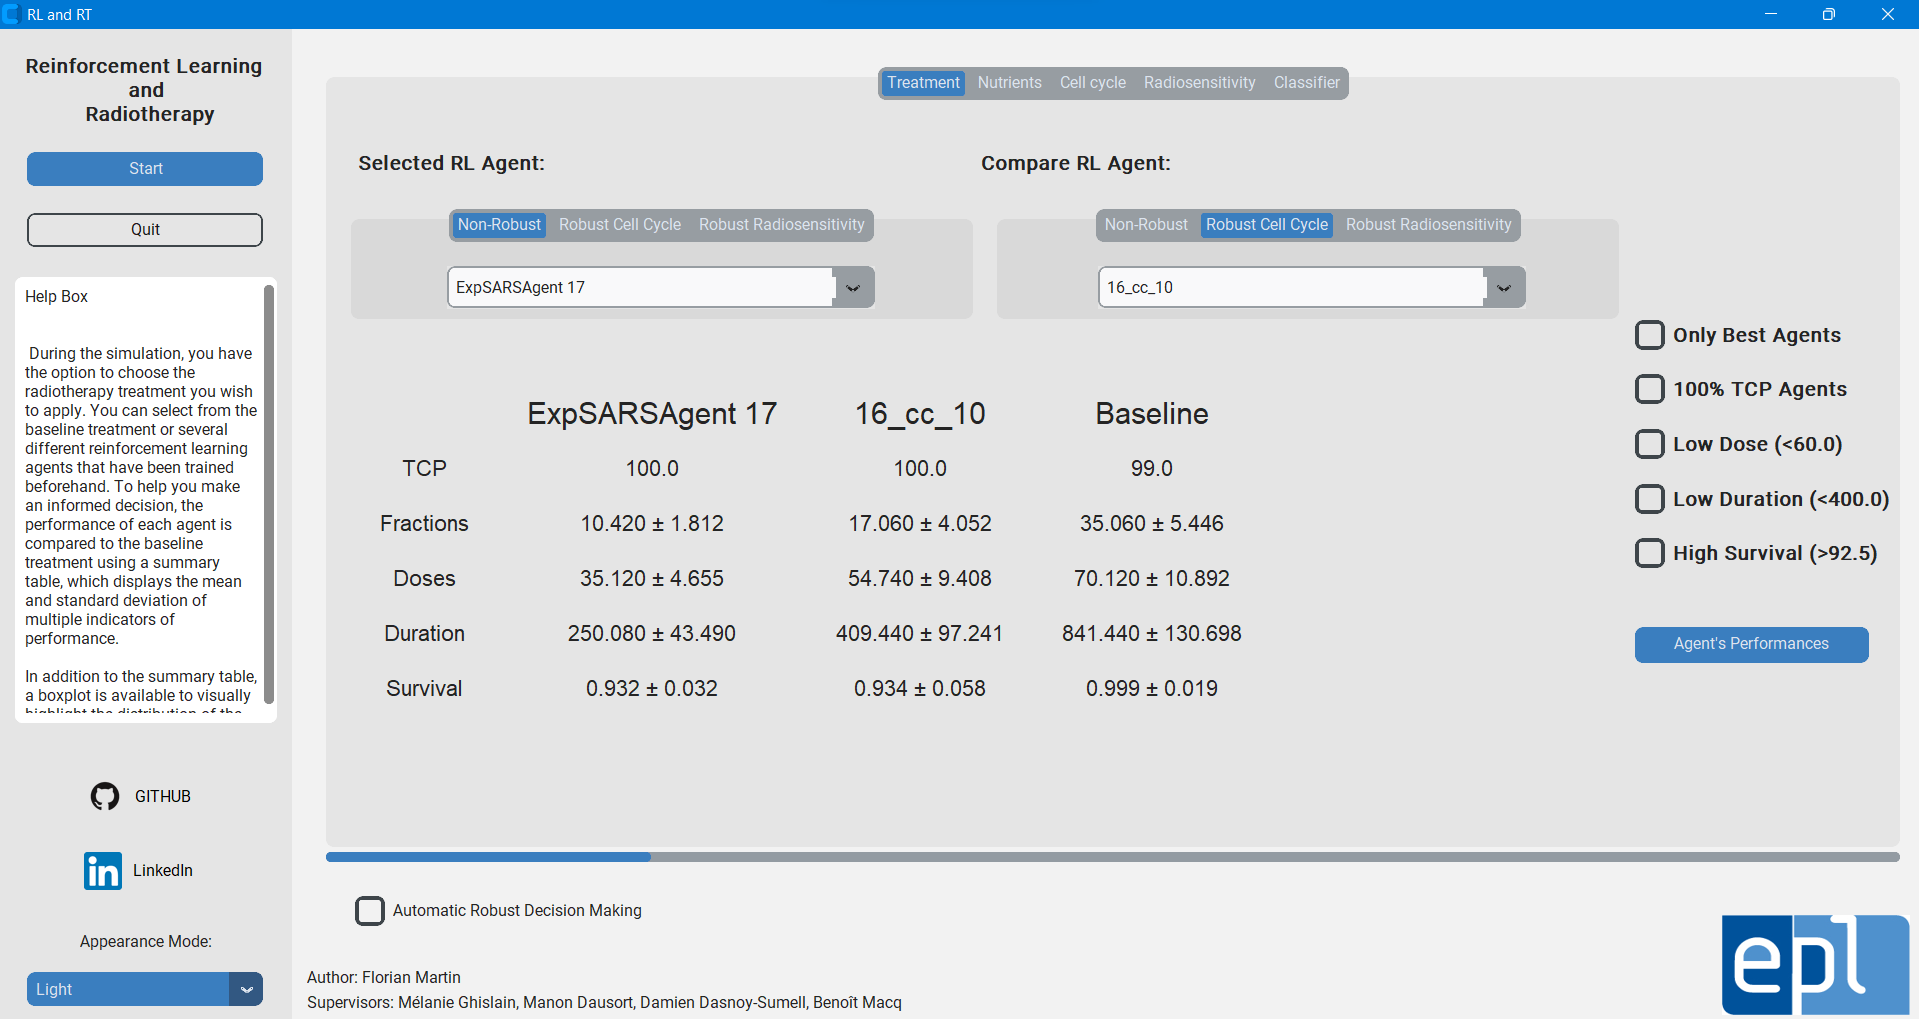 RL and RT
Reinforcement Learning
and
Radiotherapy
Start
Quit
Help Box
During the simulation, you have
the option to choose the
radiotherapy treatment you wish
to apply. You can select from the
baseline treatment or several
different reinforcement learning
agents that have been trained
beforehand. To help you make
an informed decision, the
performance of each agent is
compared to the baseline
treatment using a summary
table, which displays the mean
and standard deviation of
multiple indicators of
performance.
In addition to the summary table,
a boxplot is available to visually
highlight the distribution of the
GITHUB
in LinkedIn
Appearance Mode:
Light
Treatment Nutrients Cell cycle Radiosensitivity Classifier
Selected RL Agent:
Non-Robust Robust Cell Cycle Robust Radiosensitivity
ExpSARSAgent 17
Compare RL Agent:
Non-Robust Robust Cell Cycle Robust Radiosensitivity
16_cc_10
ExpSARSAgent 17 16_cc_10 Baseline
TCP 100.0 100.0 99.0
Fractions 10.420 ± 1.812 17.060 ± 4.052 35.060 ± 5.446
Doses 35.120 ± 4.655 54.740 ± 9.408 70.120 ± 10.892
Duration 250.080 ± 43.490 409.440 ± 97.241 841.440 ± 130.698
Survival 0.932 ± 0.032 0.934 ± 0.058 0.999 ± 0.019
Only Best Agents
100% TCP Agents
Low Dose (<60.0)
Low Duration (<400.0)
High Survival (>92.5)
Agent's Performances
Automatic Robust Decision Making
Author: Florian Martin
Supervisors: Mélanie Ghislain, Manon Dausort, Damien Dasnoy-Sumell, Benoît Macq
epl